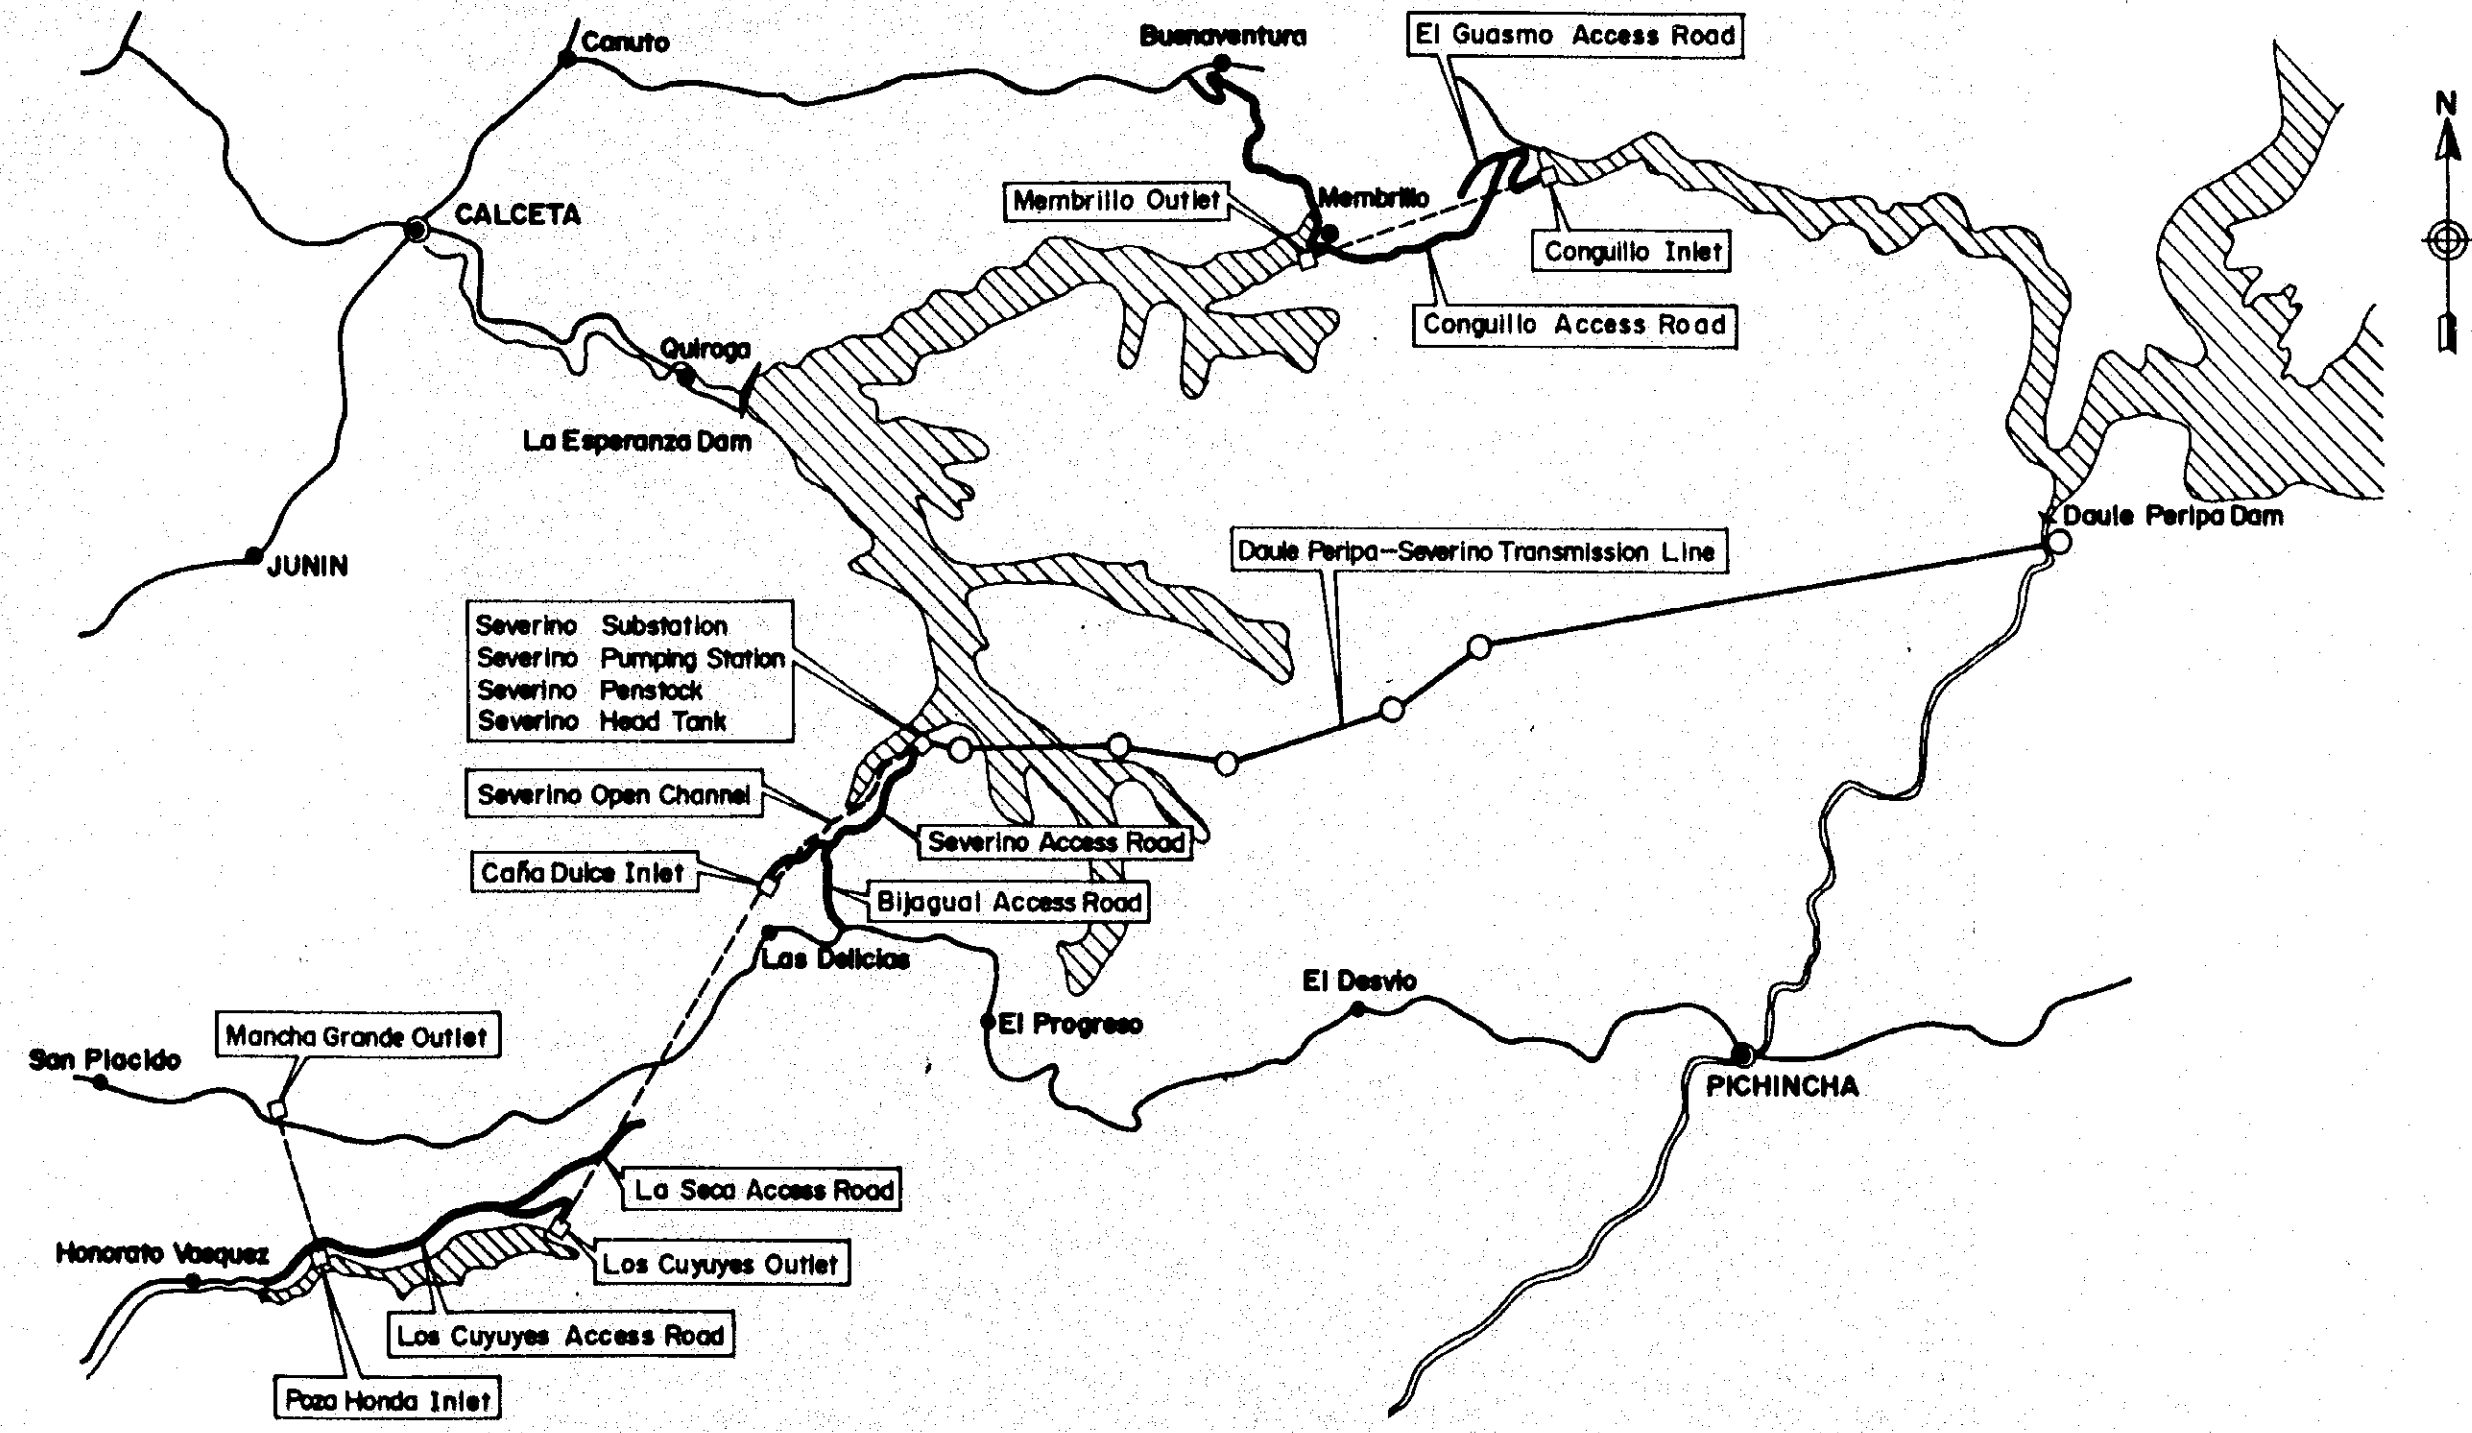 Canuto
Buenaventura
El Guasmo Access Road
N
CALCETA
Membrillo Outlet
Membrillo
Conguillo Inlet
Conguillo Access Road
Quiroga
La Esperanza Dam
JUNIN
Daule Peripa Dam
Daule Peripa-Severino Transmission Line
Severino Substation
Severino Pumping Station
Severino Penstock
Severino Head Tank
Severino Open Channel
Severino Access Road
Caña Dulce Inlet
Bijagual Access Road
Las Delicias
El Desvio
El Progreso
Mancha Grande Outlet
San Placido
PICHINCHA
La Seca Access Road
Honorato Vasquez
Los Cuyuyes Outlet
Los Cuyuyes Access Road
Poza Honda Inlet